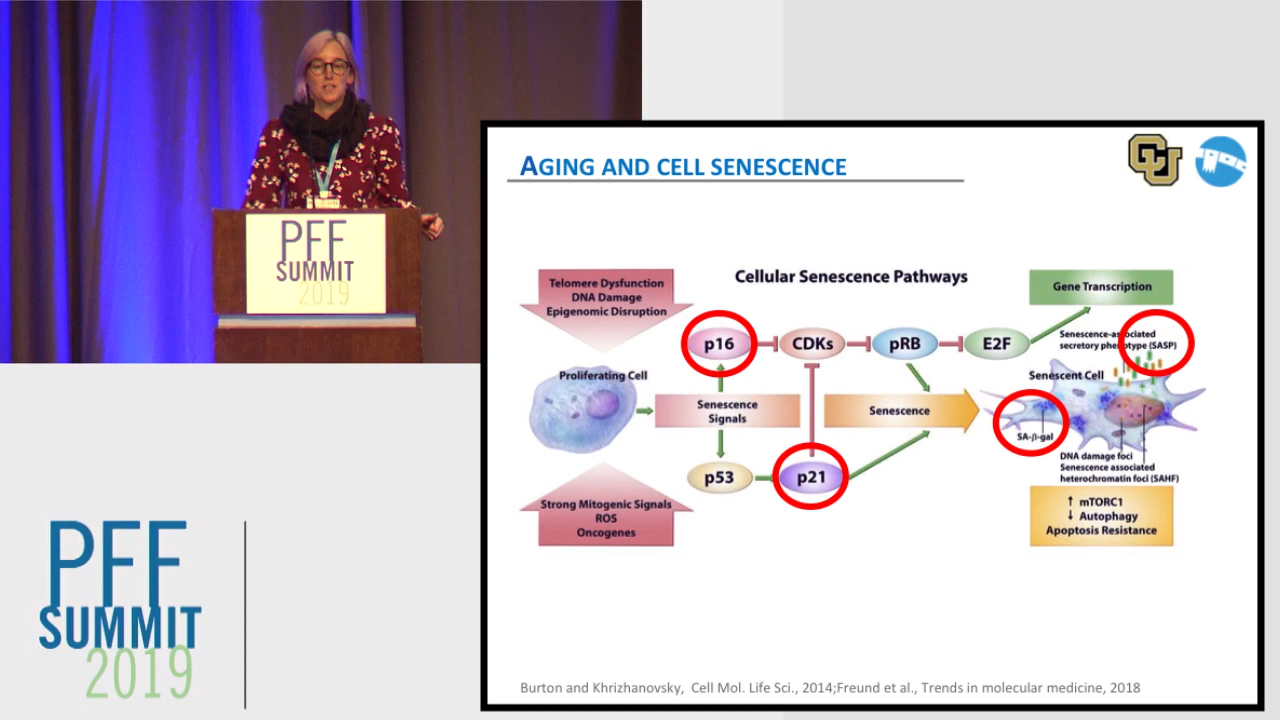 PFF
SUMMIT
2019
PFF
SUMMIT
2019
AGING AND CELL SENESCENCE
CU
Cellular Senescence Pathways
Telomere Dysfunction
DNA Damage
Epigenomic Disruption
Gene Transcription
p16
CDKs
pRB
E2F
Senescence-associated
secretory phenotype (SASP)
Proliferating Cell
Senescent Cell
Senescence
Signals
Senescence
SA-β-gal
p53
p21
DNA damage foci
Senescence associated
heterochromatin foci (SAHF)
Strong Mitogenic Signals
ROS
Oncogenes
↑ mTORC1
↓ Autophagy
Apoptosis Resistance
Burton and Khrizhanovsky, Cell Mol. Life Sci., 2014;Freund et al., Trends in molecular medicine, 2018